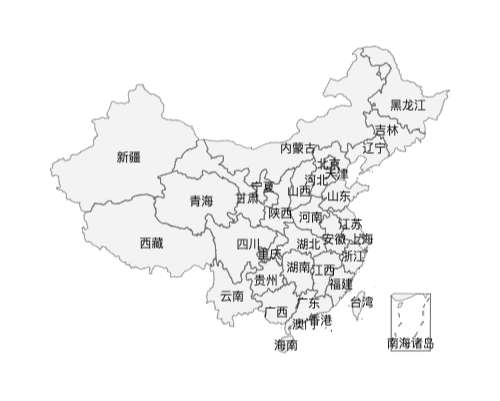 黑龙江
吉林
辽宁
内蒙古
北京
天津
河北
新疆
宁夏
山西
山东
甘肃
青海
陕西
河南
江苏
西藏
四川
湖北
安徽
上海
重庆
浙江
湖南
江西
贵州
福建
云南
广东
台湾
广西
澳门
香港
海南
南海诸岛